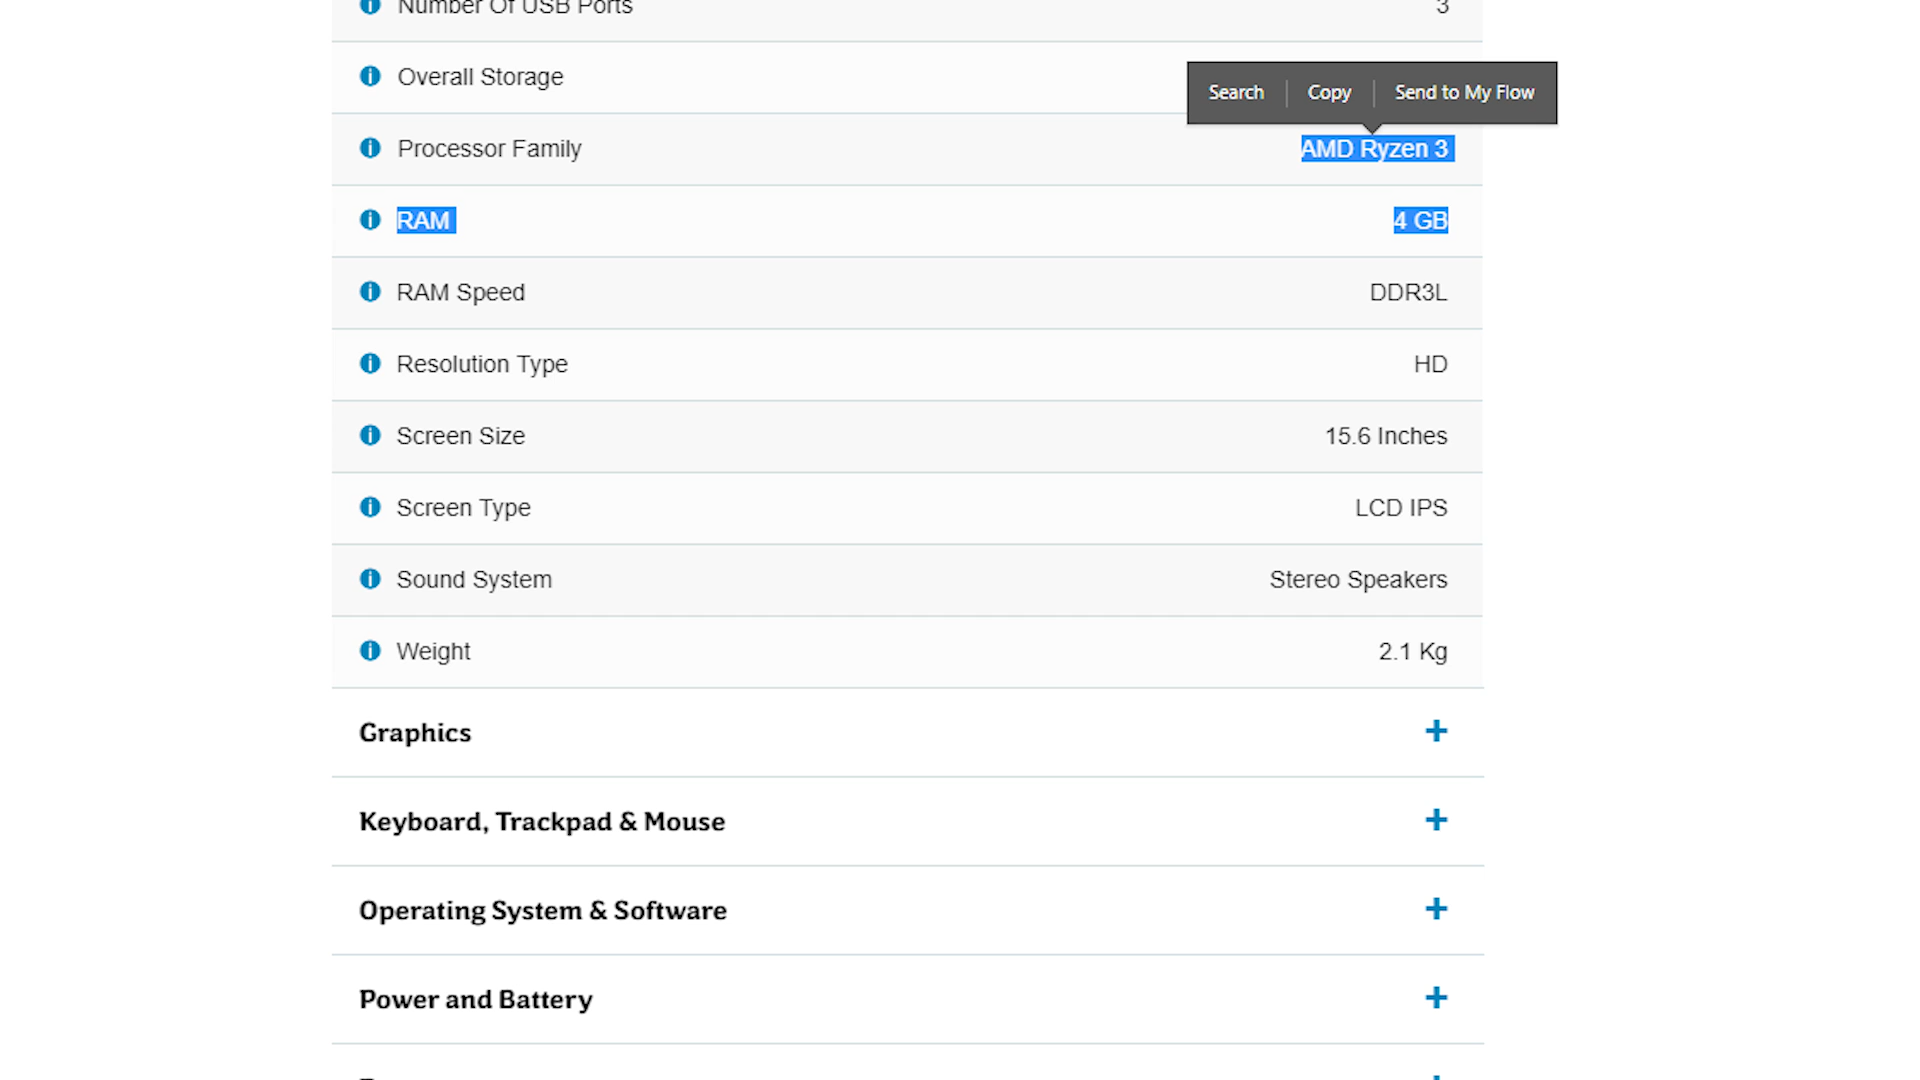 Number Of USB Ports 3
Overall Storage
Search Copy Send to My Flow
Processor Family AMD Ryzen 3
RAM 4 GB
RAM Speed DDR3L
Resolution Type HD
Screen Size 15.6 Inches
Screen Type LCD IPS
Sound System Stereo Speakers
Weight 2.1 Kg
Graphics +
Keyboard, Trackpad & Mouse +
Operating System & Software +
Power and Battery +